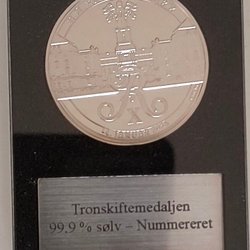 Tronskiftemedaljen
99,9 % sølv – Nummereret